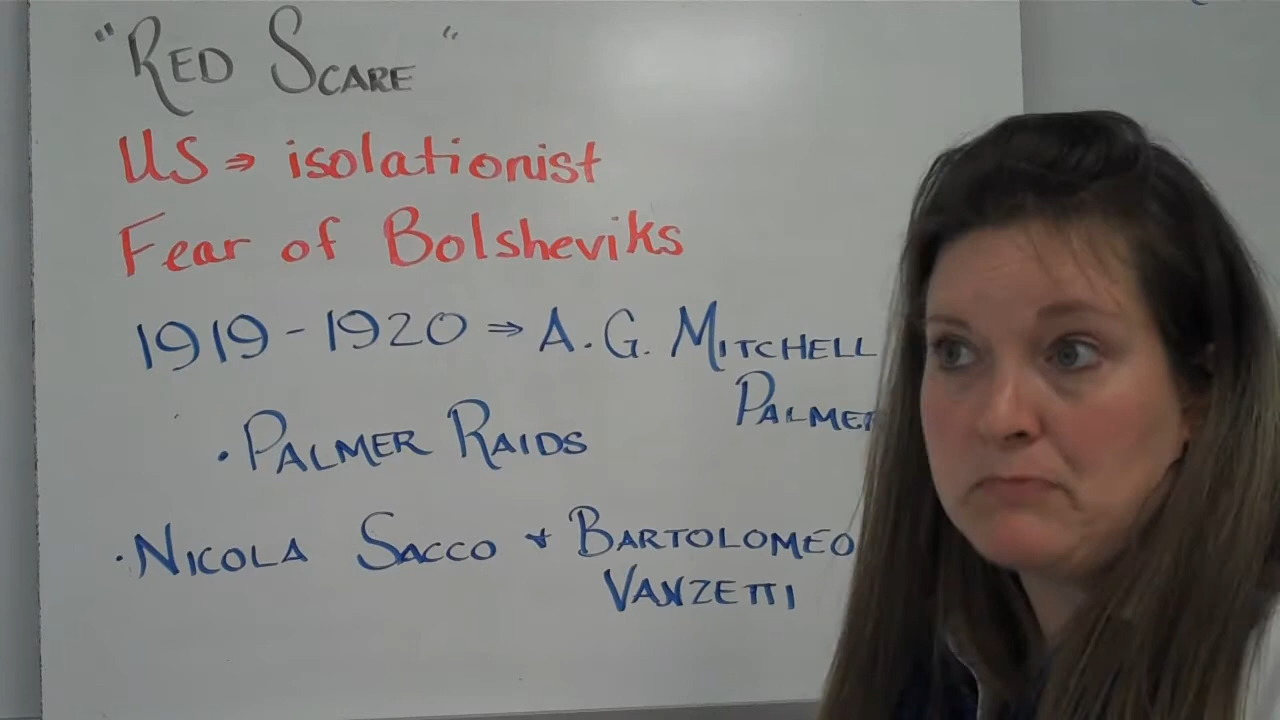 "RED SCARE"
US ⇒ isolationist
Fear of Bolsheviks
1919-1920 ⇒ A.G. MITCHELL
PALMER
• PALMER RAIDS
• NICOLA SACCO & BARTOLOMEO
VANZETTI